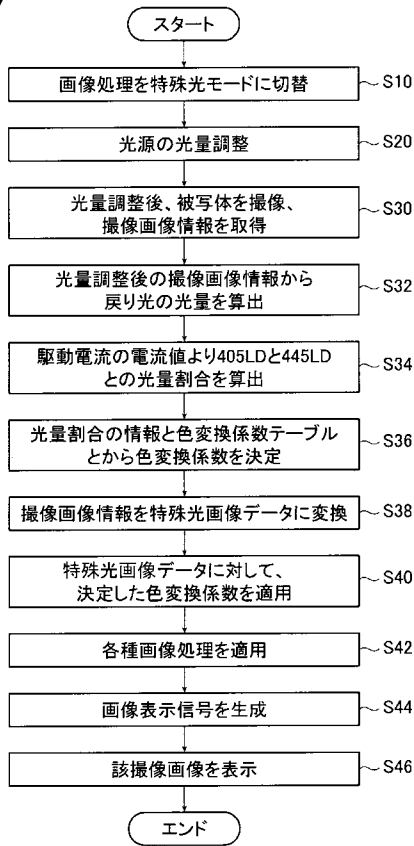 スタート
画像処理を特殊光モードに切替
S10
光源の光量調整
S20
光量調整後、被写体を撮像、
撮像画像情報を取得
S30
光量調整後の撮像画像情報から
戻り光の光量を算出
S32
駆動電流の電流値より405LDと445LD
との光量割合を算出
S34
光量割合の情報と色変換係数テーブル
とから色変換係数を決定
S36
撮像画像情報を特殊光画像データに変換
S38
特殊光画像データに対して、
決定した色変換係数を適用
S40
各種画像処理を適用
S42
画像表示信号を生成
S44
該撮像画像を表示
S46
エンド